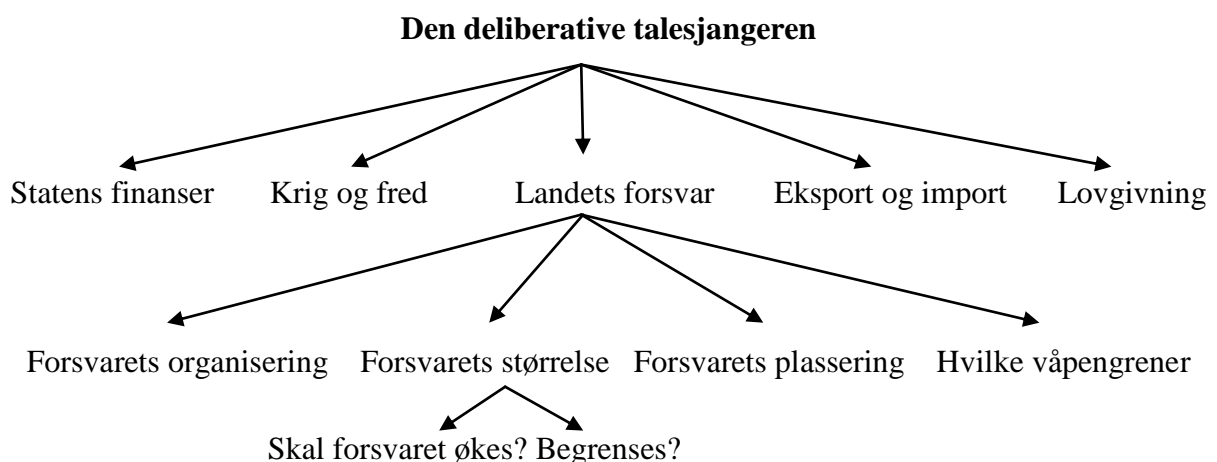 Den deliberative talesjangeren
Statens finanser Krig og fred Landets forsvar Eksport og import Lovgivning
Forsvarets organisering Forsvarets størrelse Forsvarets plassering Hvilke våpengrener
Skal forsvaret økes? Begrenses?